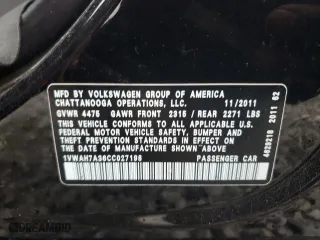 MFD. BY VOLKSWAGEN GROUP OF AMERICA
CHATTANOOGA OPERATIONS, LLC. 11/2011
GVWR 4475 GAWR FRONT 2315 / REAR 2271 LBS
THIS VEHICLE CONFORMS TO ALL APPLICABLE
FEDERAL MOTOR VEHICLE SAFETY, BUMPER,
AND THEFT PREVENTION STANDARDS IN EFFECT
ON THE DATE OF MANUFACTURE SHOWN ABOVE.
1VWAH7A36CC027198 PASSENGER CAR
4629218 2011 62